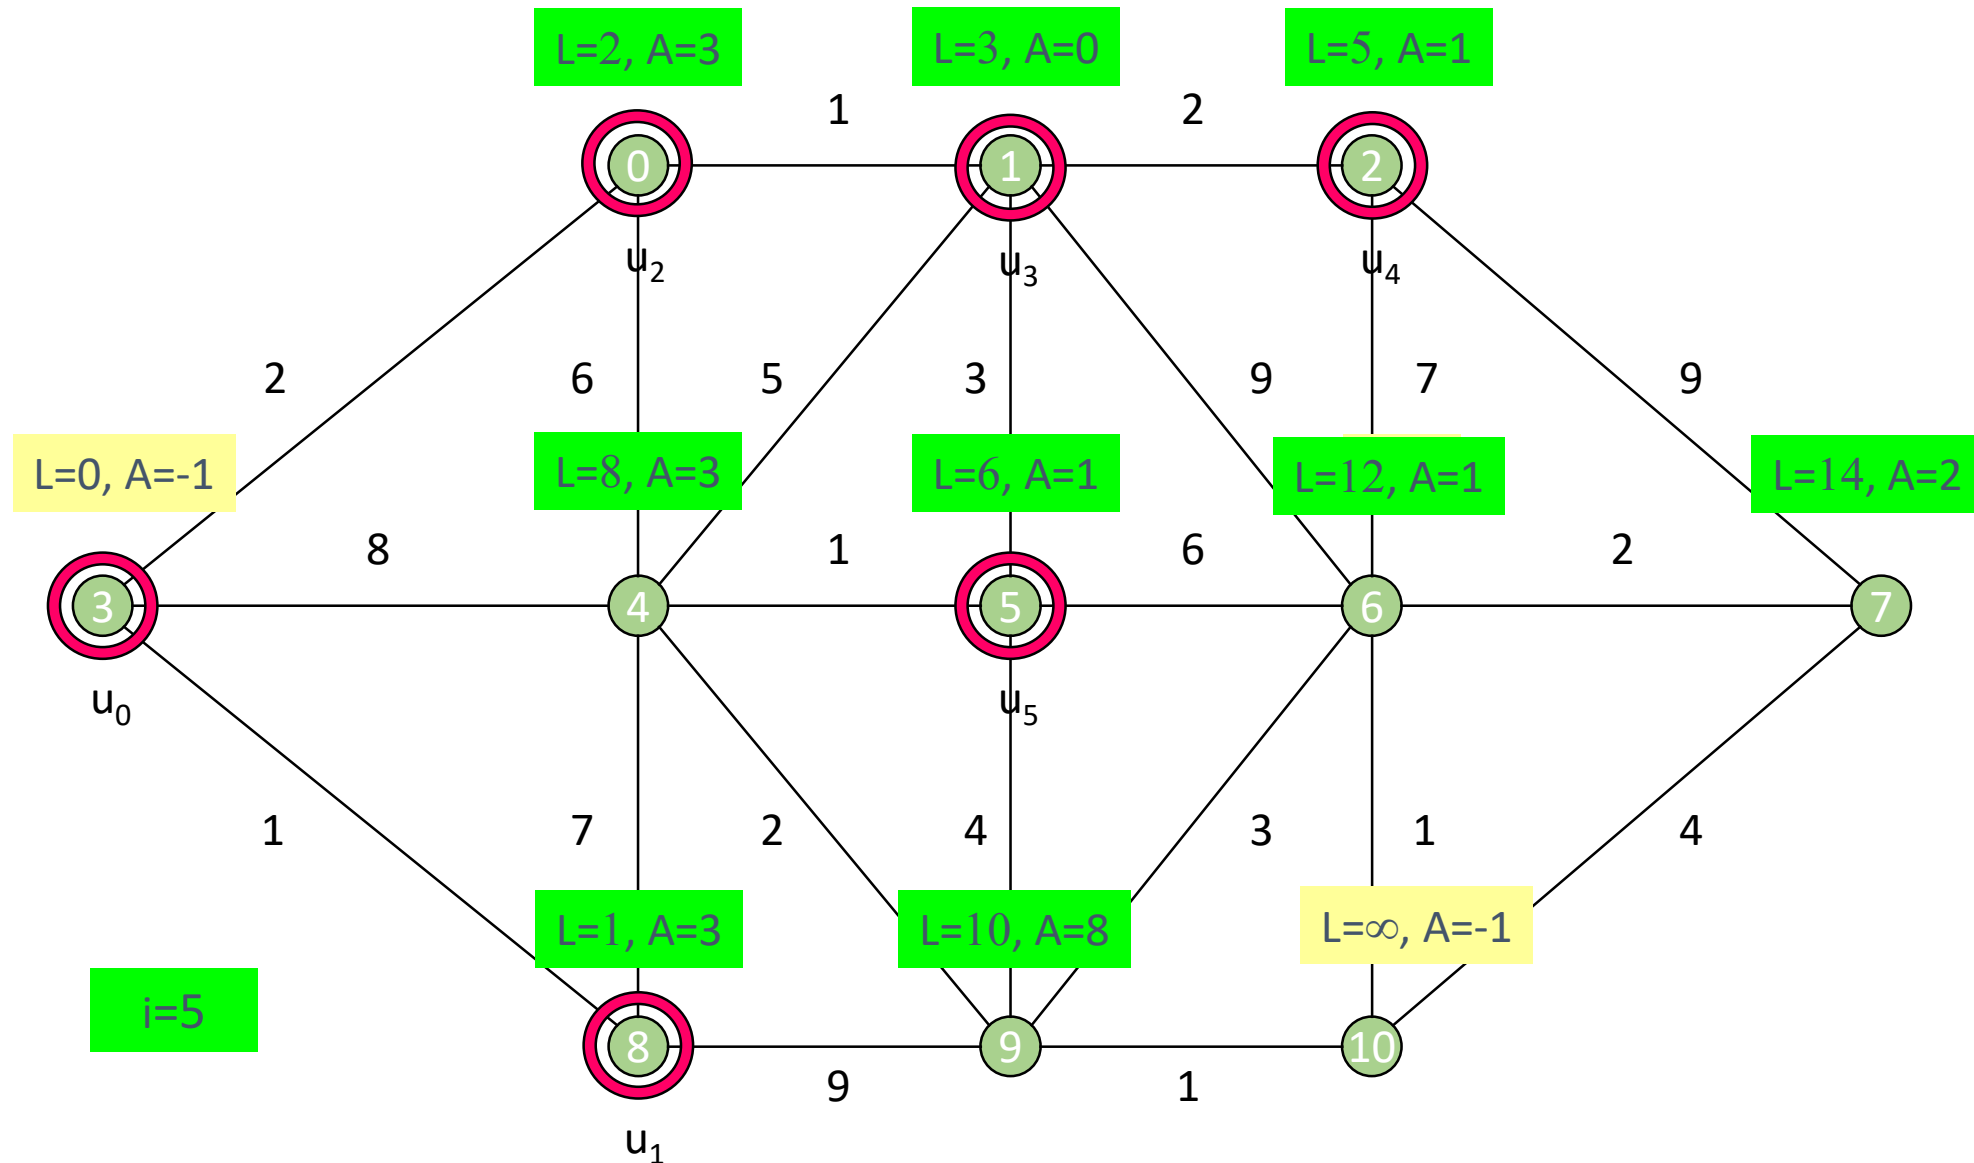 L=2, A=3
L=3, A=0
L=5, A=1
1
2
0
1
2
u2
u3
u4
2
6
5
3
9
7
9
L=0, A=-1
L=8, A=3
L=6, A=1
L=12, A=1
L=14, A=2
8
1
6
2
3
4
5
6
7
u0
u5
1
7
2
4
3
1
4
L=1, A=3
L=10, A=8
L=∞, A=-1
i=5
8
9
10
9
1
u1